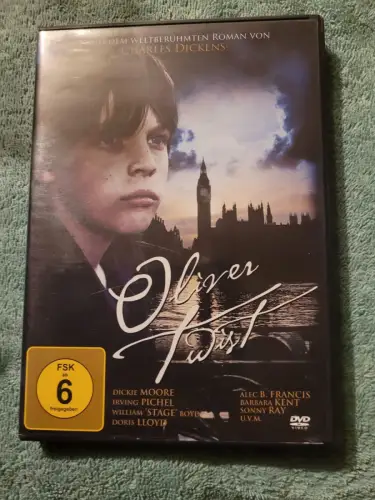 DEM WELTBERÜHMTEN ROMAN VON
CHARLES DICKENS
Oliver
Twist
FSK
ab
6
freigegeben
DICKIE MOORE
IRVING PICHEL
WILLIAM 'STAGE' BOYD
DORIS LLOYD
ALEC B. FRANCIS
BARBARA KENT
SONNY RAY
U.V.M.
DVD
VIDEO